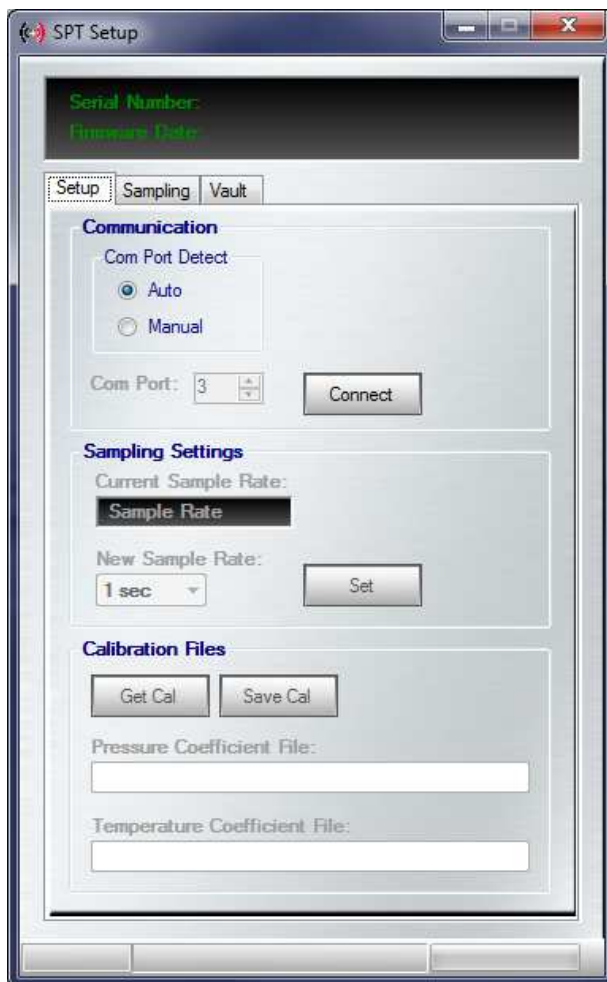 SPT Setup
Serial Number:
Firmware Date:
Setup Sampling Vault
Communication
Com Port Detect
Auto
Manual
Com Port: 3 Connect
Sampling Settings
Current Sample Rate:
Sample Rate
New Sample Rate:
1 sec Set
Calibration Files
Get Cal Save Cal
Pressure Coefficient File:
Temperature Coefficient File: